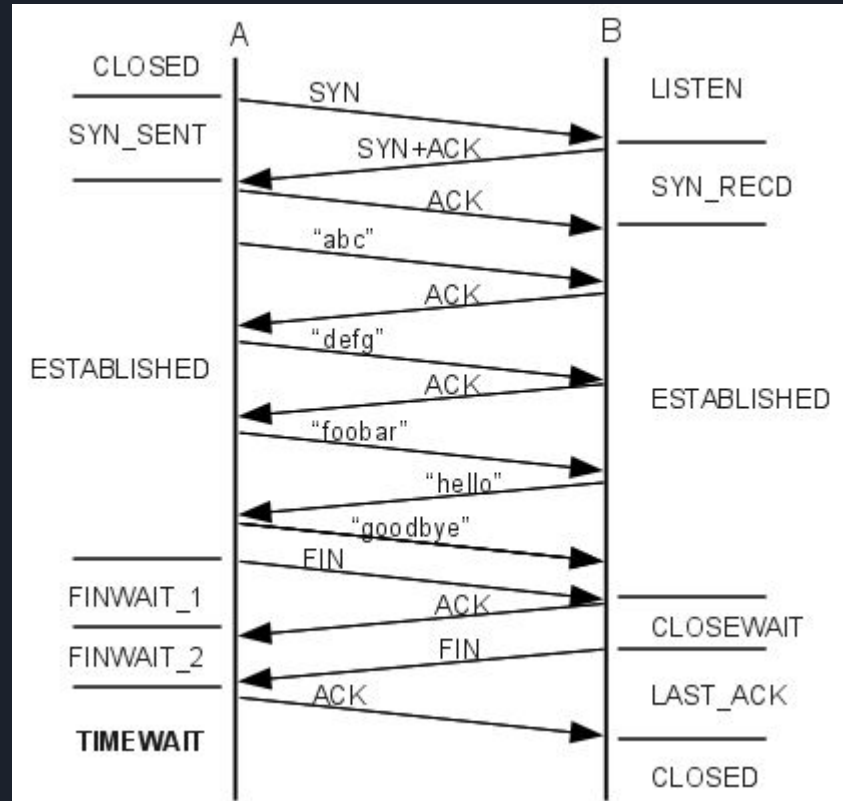 A
B
CLOSED
LISTEN
SYN
SYN_SENT
SYN+ACK
SYN_RECD
ACK
“abc”
ACK
“defg”
ESTABLISHED
ACK
ESTABLISHED
“foobar”
“hello”
“goodbye”
FIN
FINWAIT_1
ACK
CLOSEWAIT
FINWAIT_2
FIN
ACK
LAST_ACK
TIMEWAIT
CLOSED